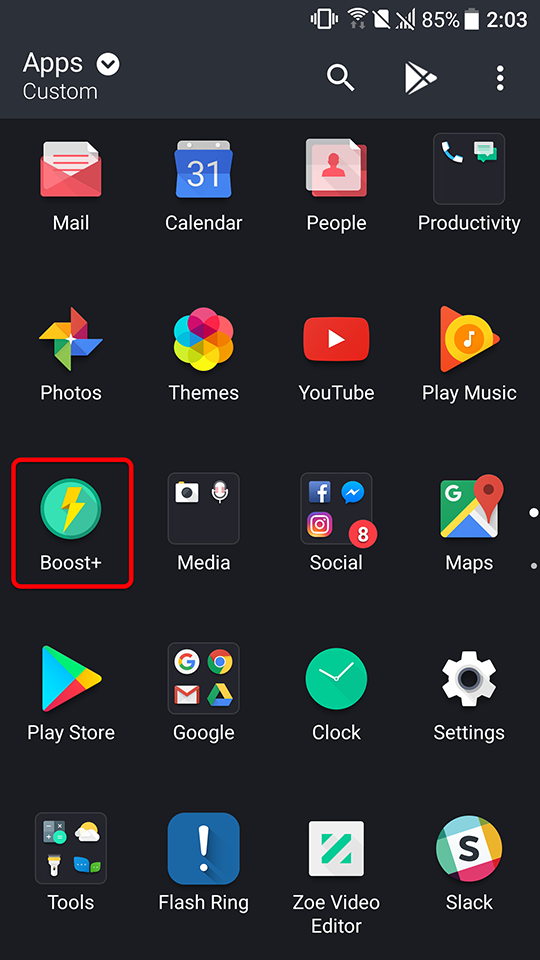 85% 2:03
Apps
Custom
31
Mail Calendar People Productivity
Photos Themes YouTube Play Music
G
8
Boost+ Media Social Maps
G
Play Store Google Clock Settings
S
Tools Flash Ring Zoe Video Slack
Editor